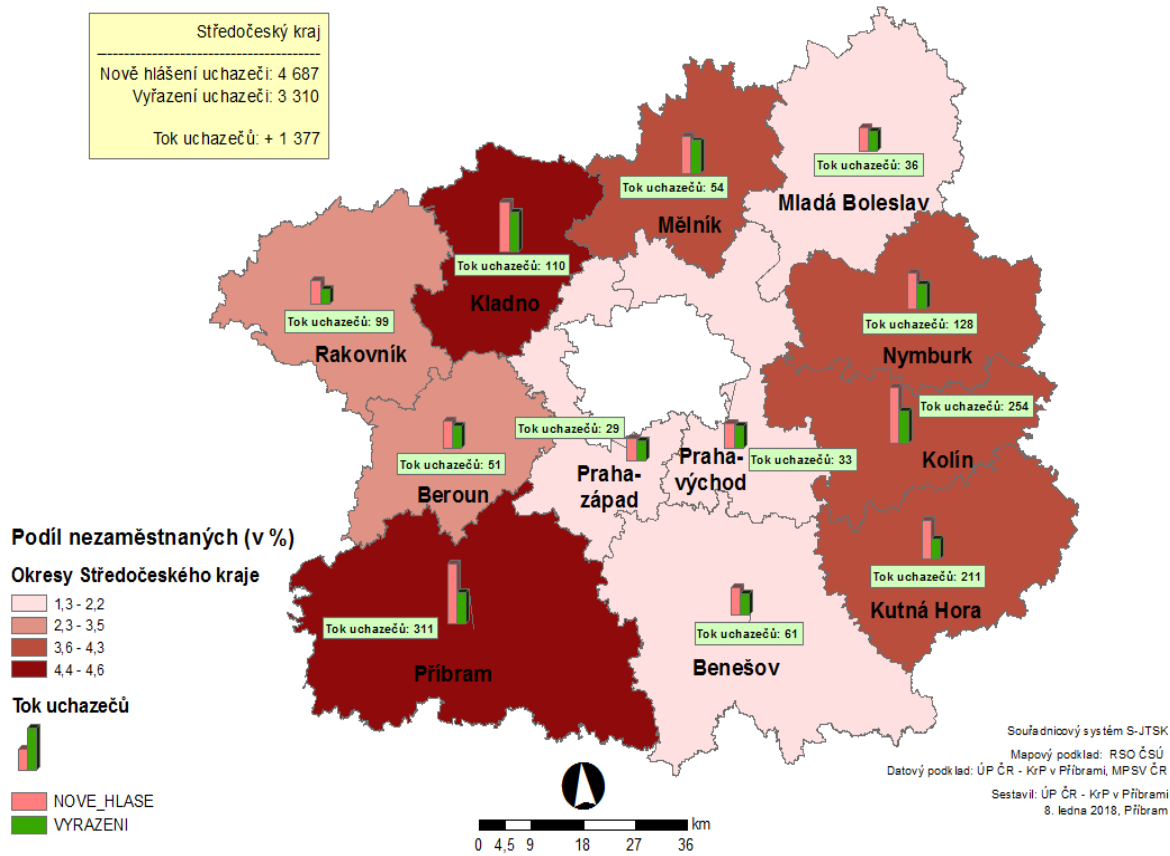 Středočeský kraj
------------------------------------
Nově hlášení uchazeči: 4 687
Vyřazení uchazeči: 3 310
Tok uchazečů: + 1 377
Tok uchazečů: 36
Mladá Boleslav
Tok uchazečů: 54
Mělník
Tok uchazečů: 110
Kladno
Tok uchazečů: 99
Rakovník
Tok uchazečů: 128
Nymburk
Tok uchazečů: 254
Kolín
Tok uchazečů: 29
Praha-
západ
Praha-
východ
Tok uchazečů: 33
Tok uchazečů: 51
Beroun
Tok uchazečů: 211
Kutná Hora
Tok uchazečů: 311
Příbram
Tok uchazečů: 61
Benešov
Podíl nezaměstnaných (v %)
Okresy Středočeského kraje
1,3 - 2,2
2,3 - 3,5
3,6 - 4,3
4,4 - 4,6
Tok uchazečů
NOVE_HLASE
VYRAZENI
km
0 4,5 9 18 27 36
Souřadnicový systém S-JTSK
Mapový podklad: RSO ČSÚ
Datový podklad: ÚP ČR - KrP v Příbrami, MPSV ČR
Sestavil: ÚP ČR - KrP v Příbrami
8. ledna 2018, Příbram